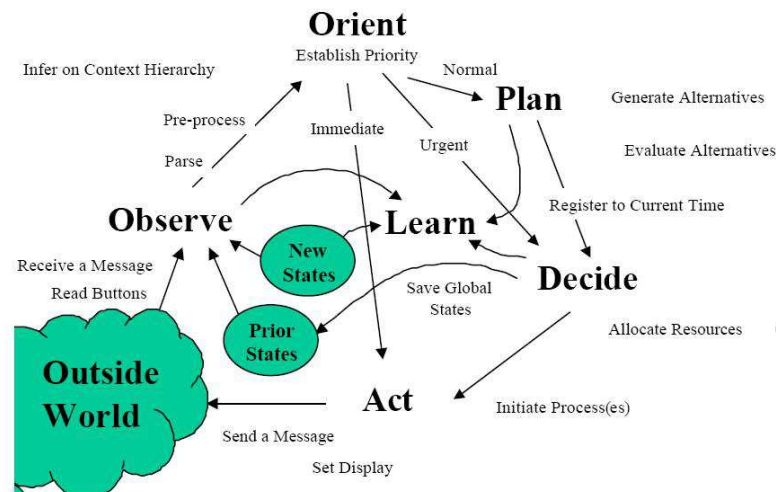 Orient
Establish Priority
Infer on Context Hierarchy
Normal
Plan
Generate Alternatives
Pre-process
Immediate
Urgent
Evaluate Alternatives
Parse
Observe
Learn
Register to Current Time
New
States
Receive a Message
Read Buttons
Save Global
States
Decide
Prior
States
Allocate Resources
Outside
World
Act
Initiate Process(es)
Send a Message
Set Display